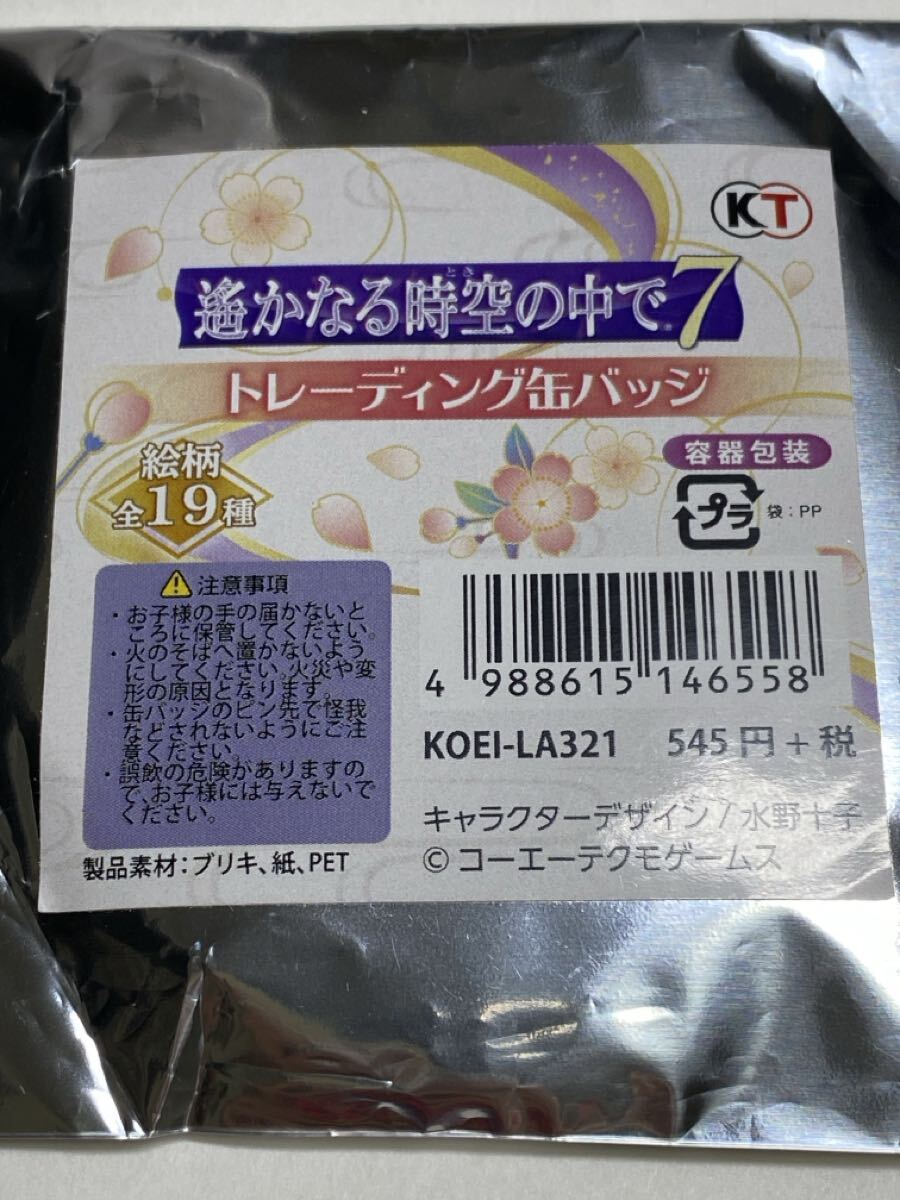 KT
遙かなる時空の中で7
とき
トレーディング缶バッジ
絵柄
全19種
容器包装
プラ
袋：PP
注意事項
・お子様の手の届かないと
ころに保管してください。
・火のそばへ置かないよう
にしてください。火災や変
形の原因となります。
・缶バッジのピン先で怪我
などされないようにご注
意ください。
・誤飲の危険がありますの
で、お子様には与えないで
ください。
製品素材：ブリキ、紙、PET
4 988615 146558
KOEI-LA321 545円＋税
キャラクターデザイン/水野十子
© コーエーテクモゲームス